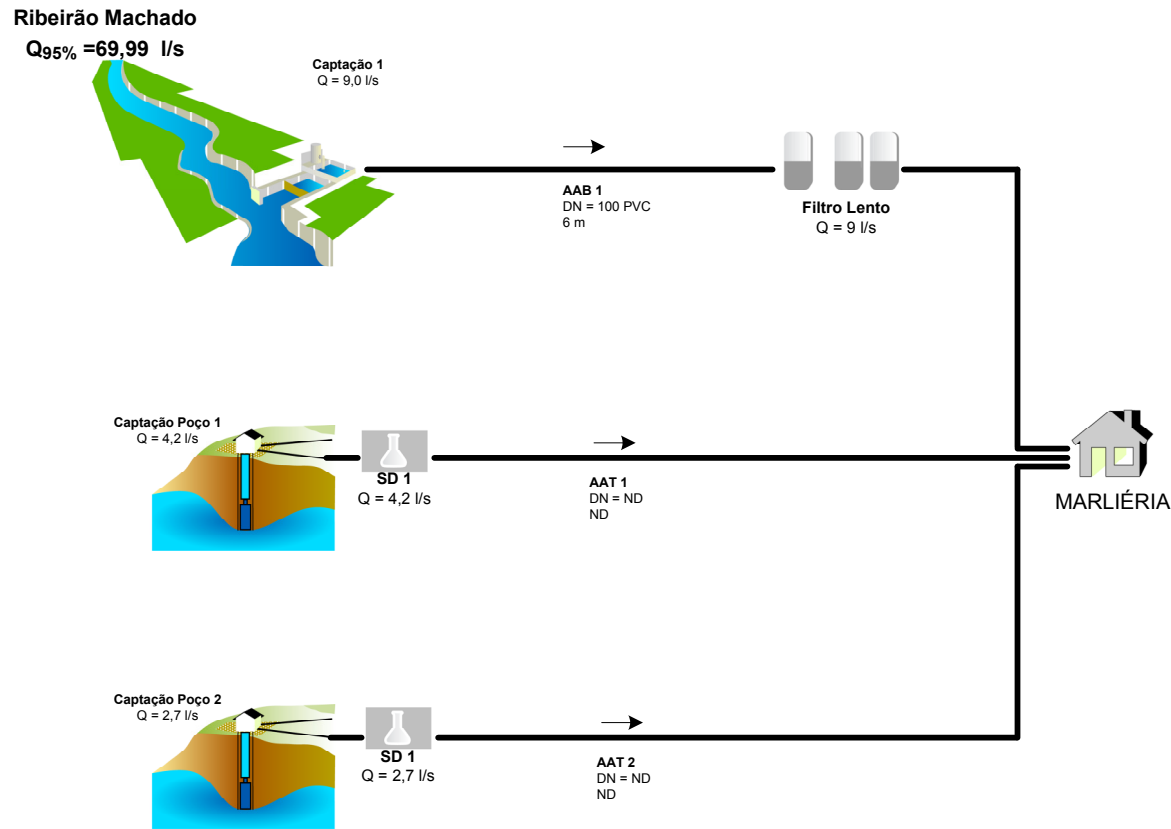 Ribeirão Machado
Q95% =69,99 l/s
Captação 1
Q = 9,0 l/s
AAB 1
DN = 100 PVC
6 m
Filtro Lento
Q = 9 l/s
Captação Poço 1
Q = 4,2 l/s
SD 1
Q = 4,2 l/s
AAT 1
DN = ND
ND
MARLIÉRIA
Captação Poço 2
Q = 2,7 l/s
SD 1
Q = 2,7 l/s
AAT 2
DN = ND
ND